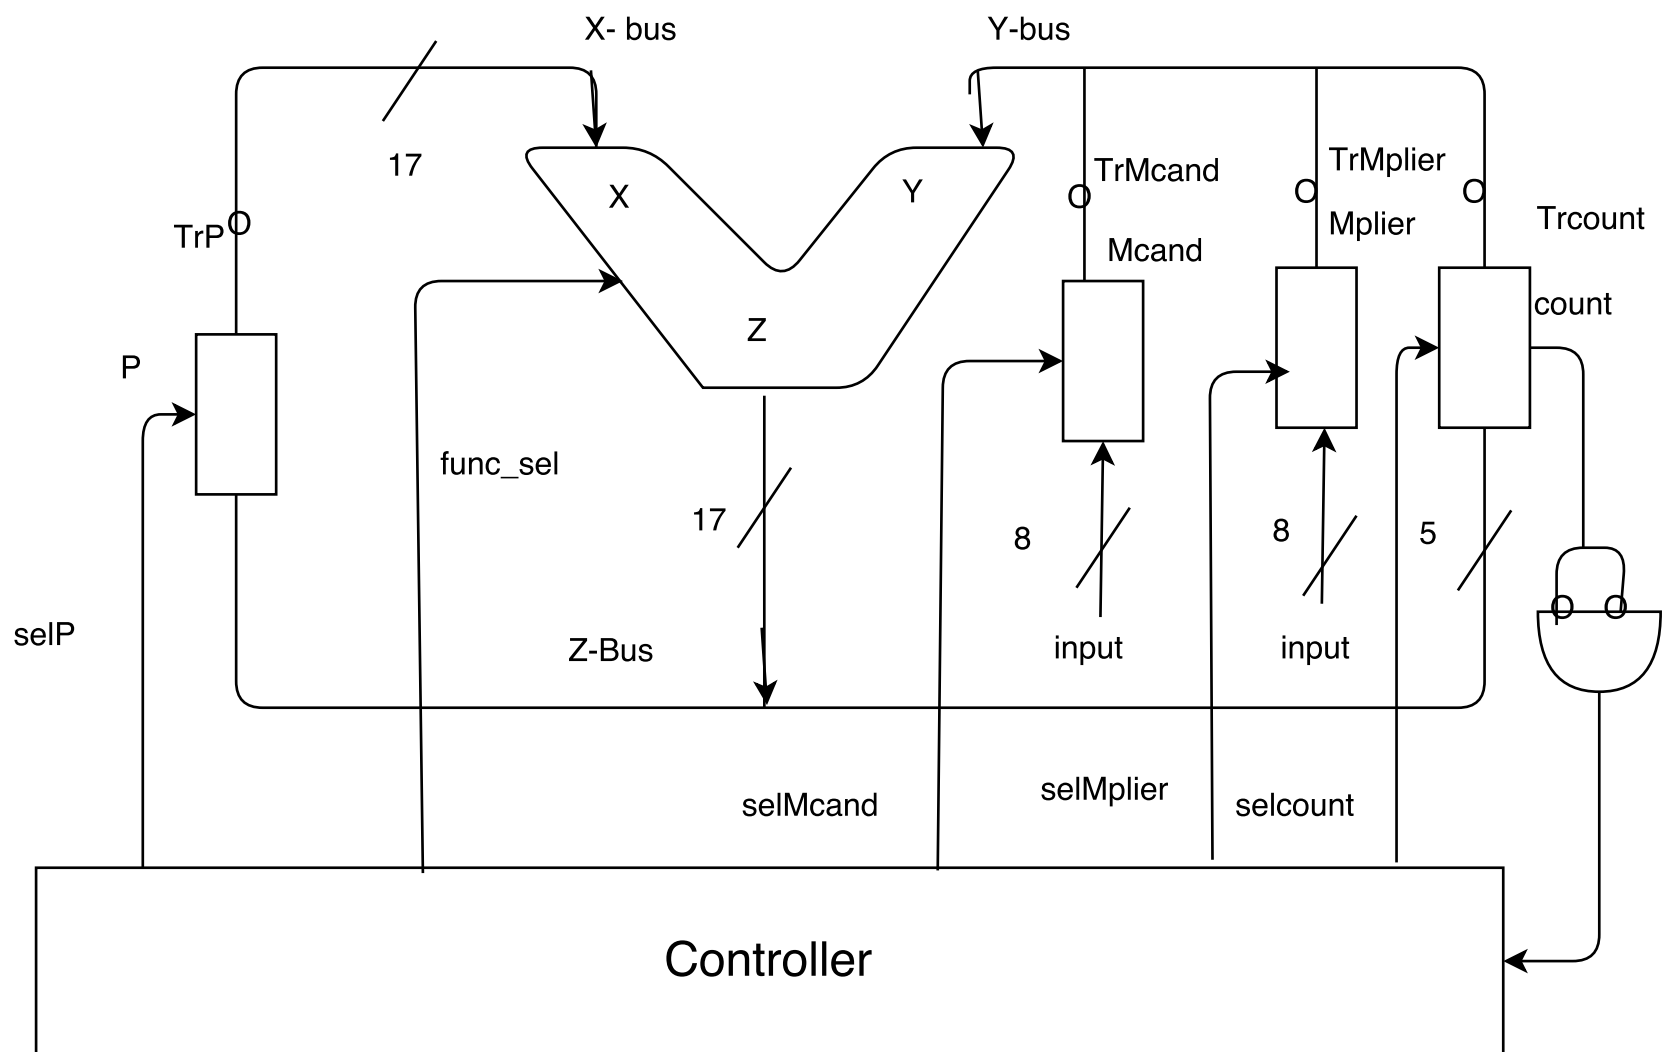 X- bus
Y-bus
17
TrMcand
TrMplier
X
Y
Trcount
TrP
O
O
O
O
Mplier
Mcand
count
Z
P
func_sel
17
8
8
5
O
O
selP
Z-Bus
input
input
selMcand
selMplier
selcount
Controller